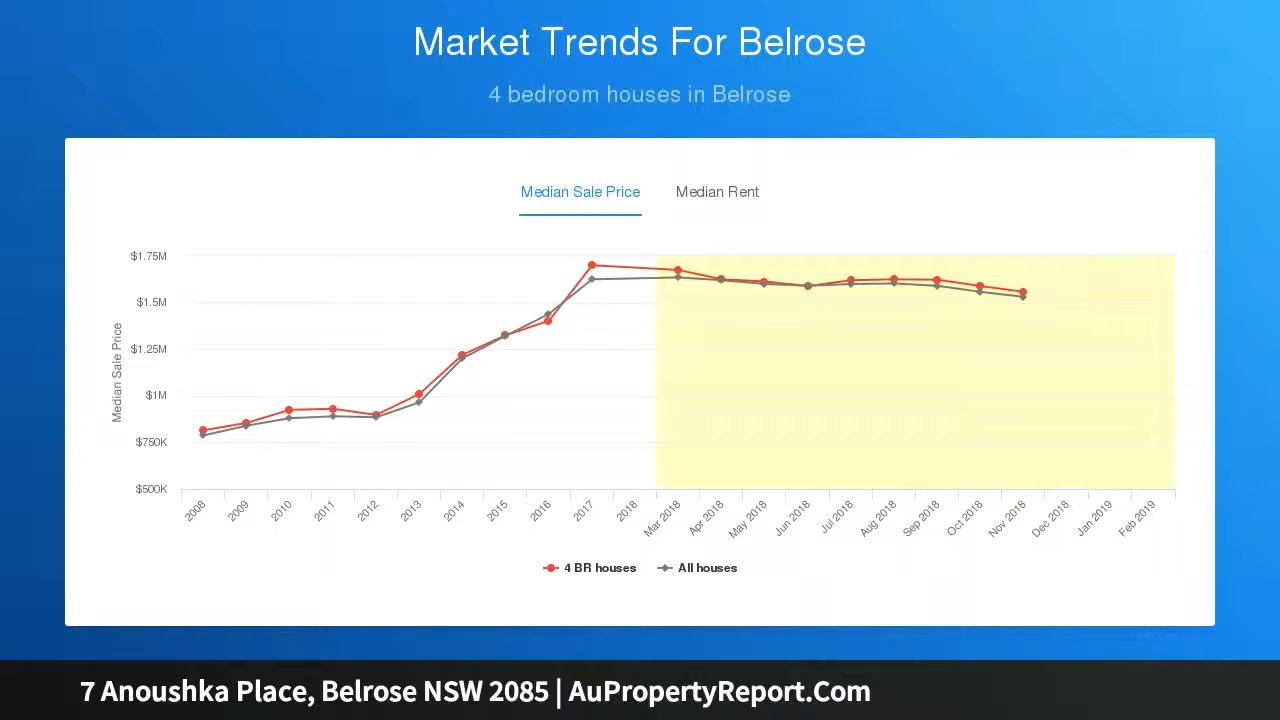 Market Trends For Belrose
4 bedroom houses in Belrose
Median Sale Price Median Rent
$1.75M
$1.5M
$1.25M
$1M
$750K
$500K
Median Sale Price
2008 2009 2010 2011 2012 2013 2014 2015 2016 2017 2018 Mar 2018 Apr 2018 May 2018 Jun 2018 Jul 2018 Aug 2018 Sep 2018 Oct 2018 Nov 2018 Dec 2018 Jan 2019 Feb 2019
4 BR houses All houses
7 Anoushka Place, Belrose NSW 2085 | AuPropertyReport.Com